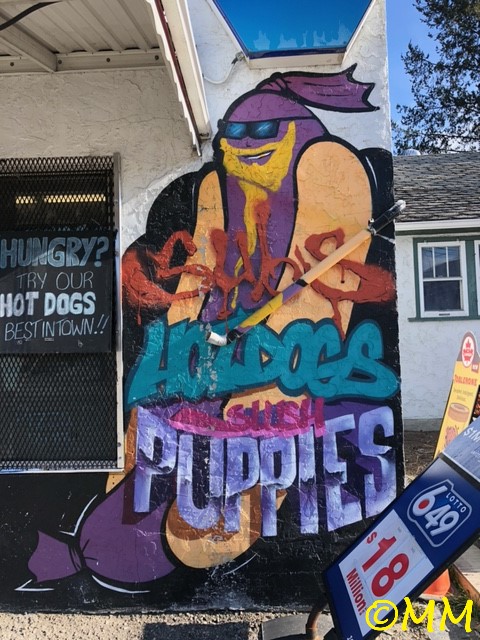 HUNGRY?
TRY OUR
HOT DOGS
BEST IN TOWN!!
HOTDOGS
SLUSH
PUPPIES
LOTTO
649
$18
Million
©MM